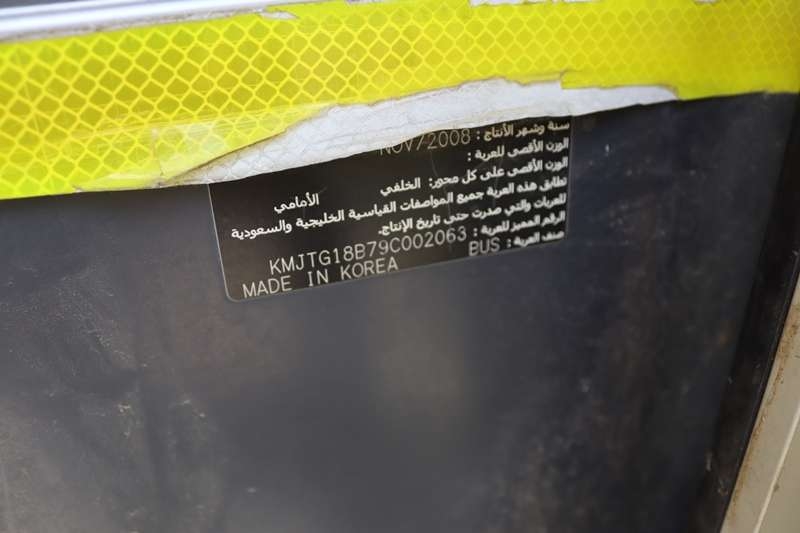 سنة وشهر الأنتاج : NOV/2008
الوزن الأقصى للعربة :
الوزن الأقصى على كل محور: الخلفي الأمامي
تطابق هذه العربة جميع المواصفات القياسية الخليجية والسعودية
للعربات والتي صدرت حتى تاريخ الإنتاج.
الرقم المميز للعربة : KMJTG18B79C002063
صنف العربة : BUS
MADE IN KOREA